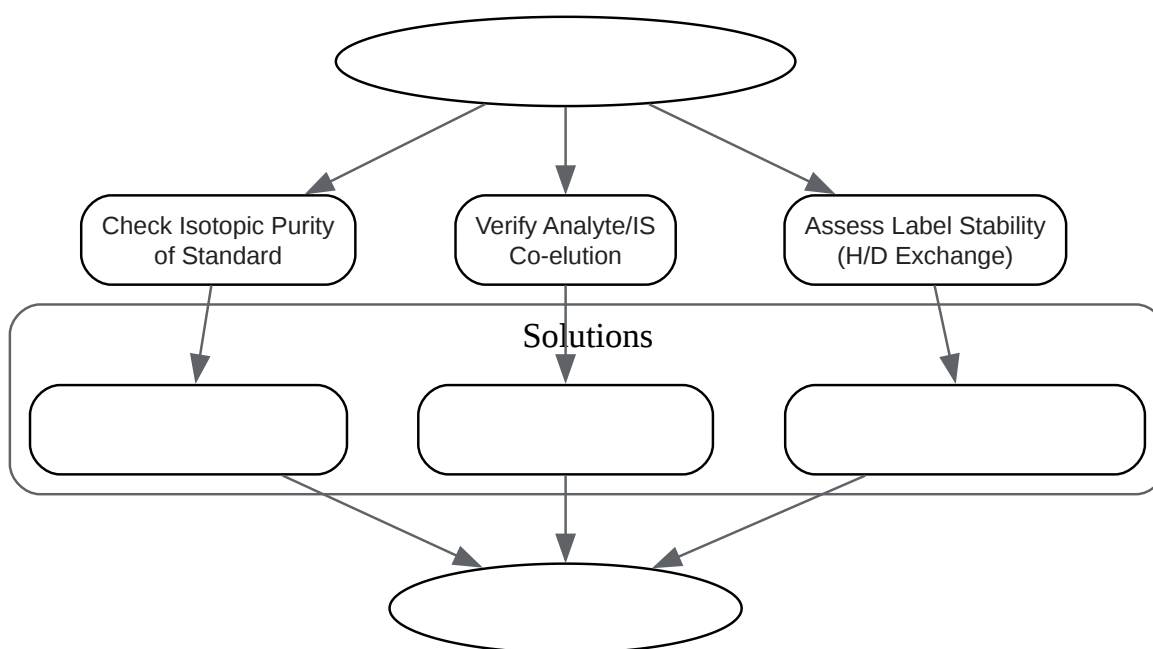 Check Isotopic Purity
of Standard
Verify Analyte/IS
Co-elution
Assess Label Stability
(H/D Exchange)
Solutions